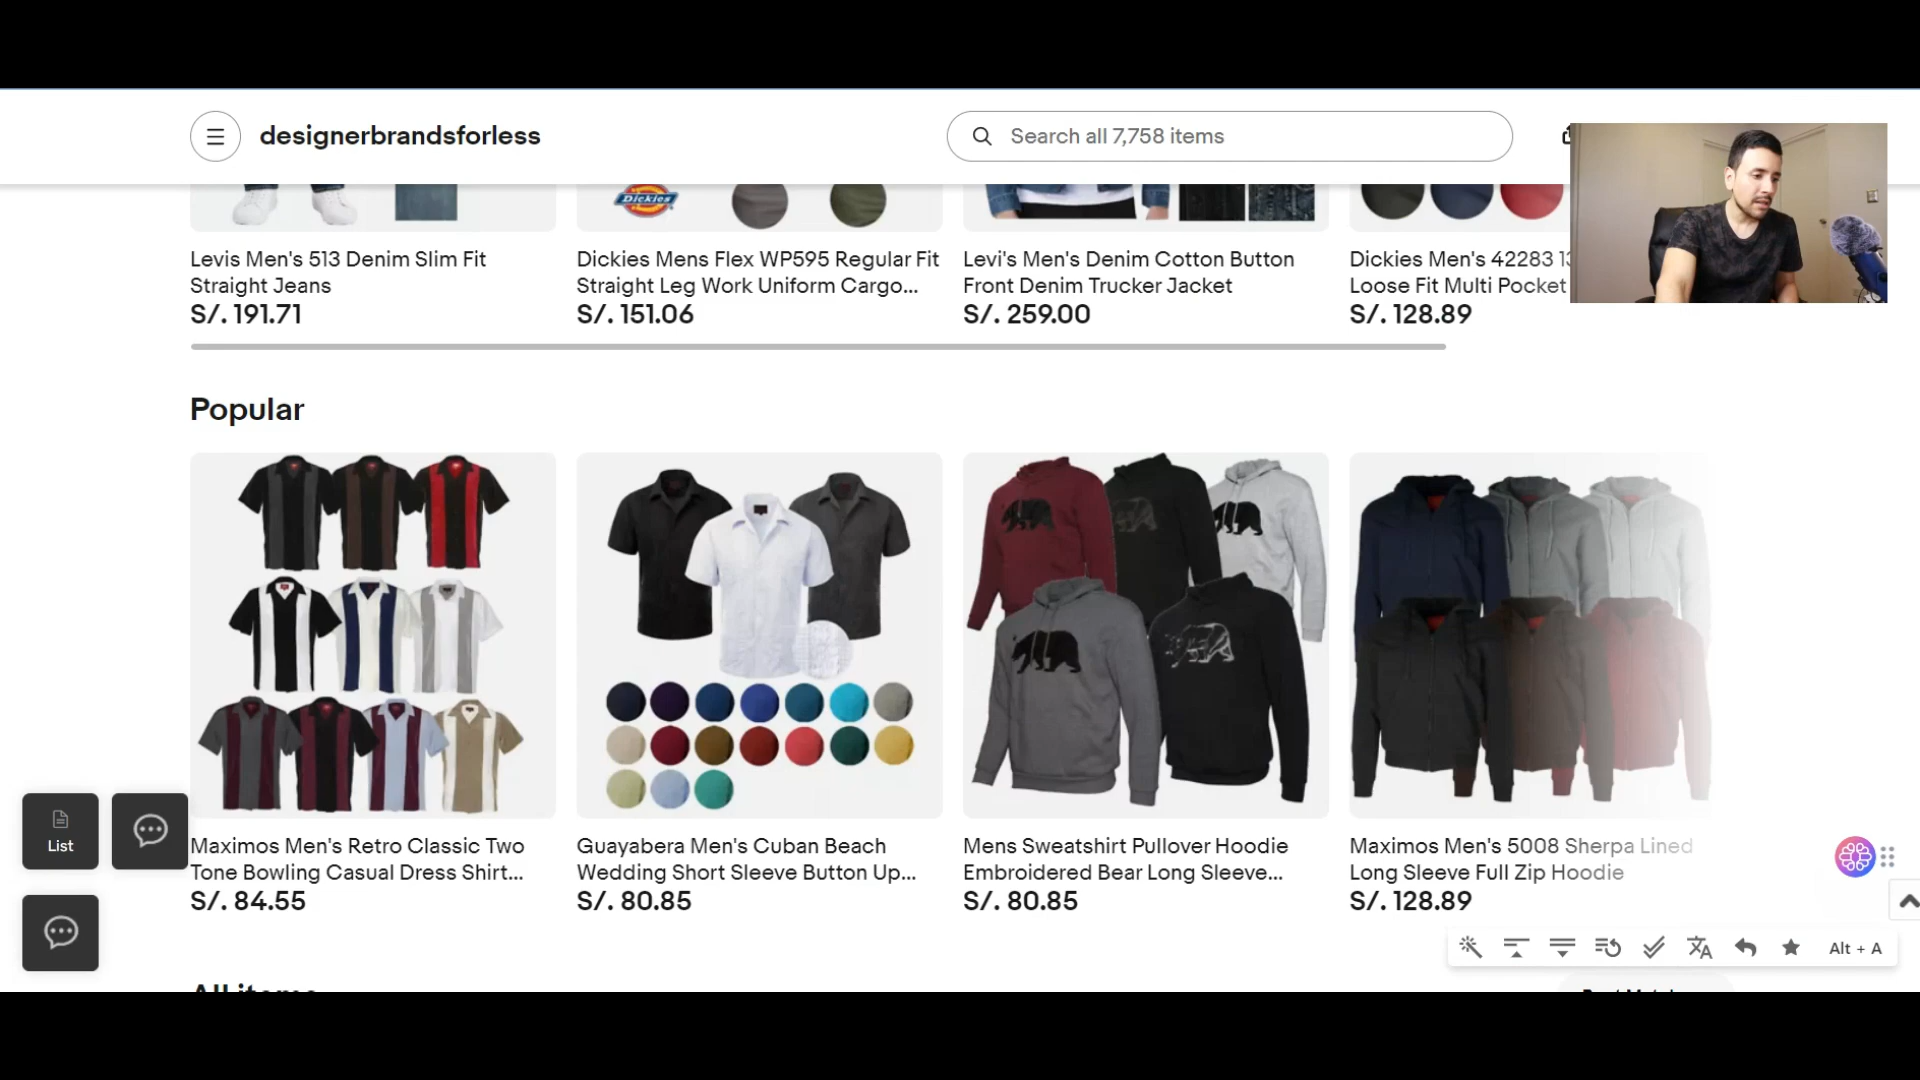 designerbrandsforless
Search all 7,758 items
Dickies
Levis Men's 513 Denim Slim Fit
Straight Jeans
S/. 191.71
Dickies Mens Flex WP595 Regular Fit
Straight Leg Work Uniform Cargo...
S/. 151.06
Levi's Men's Denim Cotton Button
Front Denim Trucker Jacket
S/. 259.00
Dickies Men's 42283
Loose Fit Multi Pocket
S/. 128.89
Popular
Maximos Men's Retro Classic Two
Tone Bowling Casual Dress Shirt...
S/. 84.55
Guayabera Men's Cuban Beach
Wedding Short Sleeve Button Up...
S/. 80.85
Mens Sweatshirt Pullover Hoodie
Embroidered Bear Long Sleeve...
S/. 80.85
Maximos Men's 5008 Sherpa Lined
Long Sleeve Full Zip Hoodie
S/. 128.89
List
Alt + A
All items